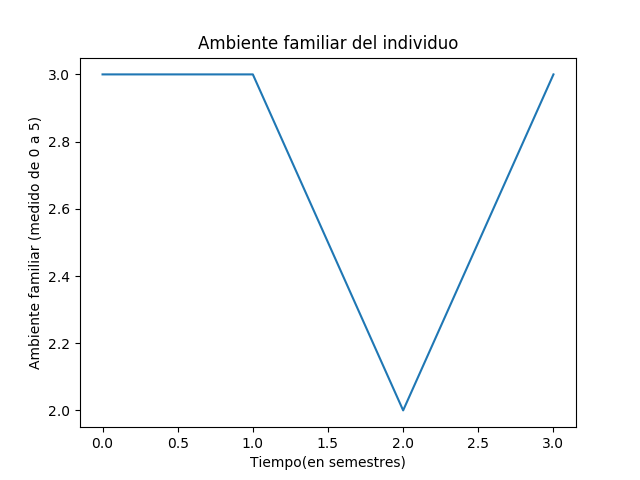 Ambiente familiar del individuo
Ambiente familiar (medido de 0 a 5)
3.0
2.8
2.6
2.4
2.2
2.0
0.0 0.5 1.0 1.5 2.0 2.5 3.0
Tiempo(en semestres)